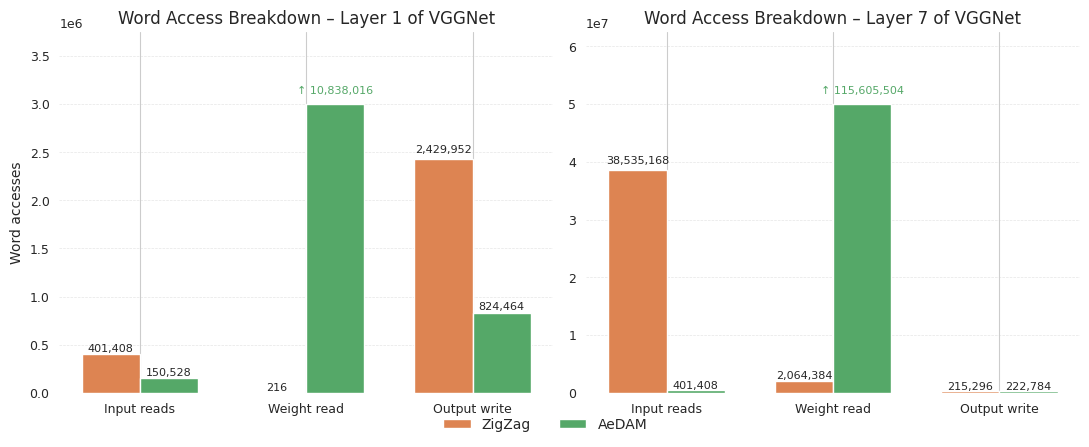 Word Access Breakdown – Layer 1 of VGGNet
1e6
Word accesses
3.5
3.0
2.5
2.0
1.5
1.0
0.5
0.0
401,408
150,528
216
↑ 10,838,016
2,429,952
824,464
Input reads
Weight read
Output write
Word Access Breakdown – Layer 7 of VGGNet
1e7
6
5
4
3
2
1
0
38,535,168
401,408
2,064,384
↑ 115,605,504
215,296
222,784
Input reads
Weight read
Output write
ZigZag
AeDAM